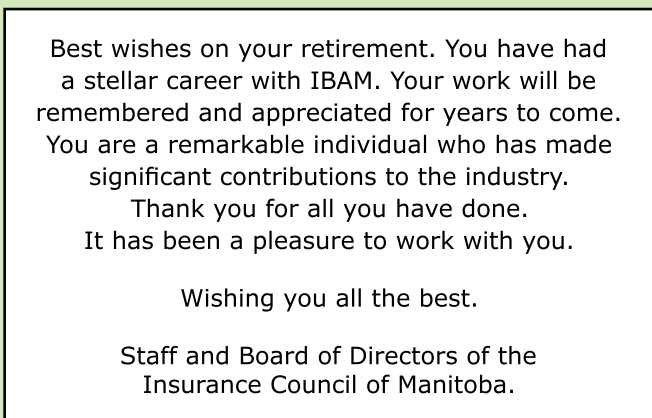 Best wishes on your retirement. You have had
a stellar career with IBAM. Your work will be
remembered and appreciated for years to come.
You are a remarkable individual who has made
significant contributions to the industry.
Thank you for all you have done.
It has been a pleasure to work with you.
Wishing you all the best.
Staff and Board of Directors of the
Insurance Council of Manitoba.